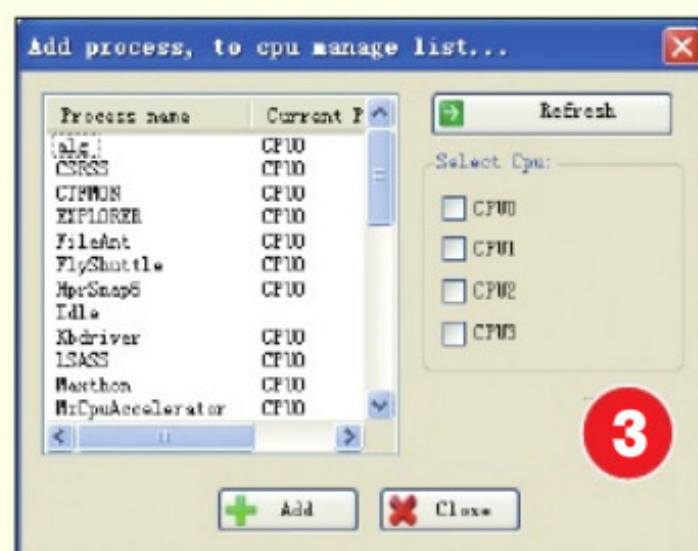 Add process, to cpu manage list...
Process name Current P
alg CPU0
CSRSS CPU0
CTFMON CPU0
EXPLORER CPU0
FileAnt CPU0
FlyShuttle CPU0
HprSnap6 CPU0
Idle
Kbdriver CPU0
LSASS CPU0
Maxthon CPU0
MzCpuAccelerator CPU0
Refresh
Select Cpu:
CPU0
CPU1
CPU2
CPU3
3
Add
Close